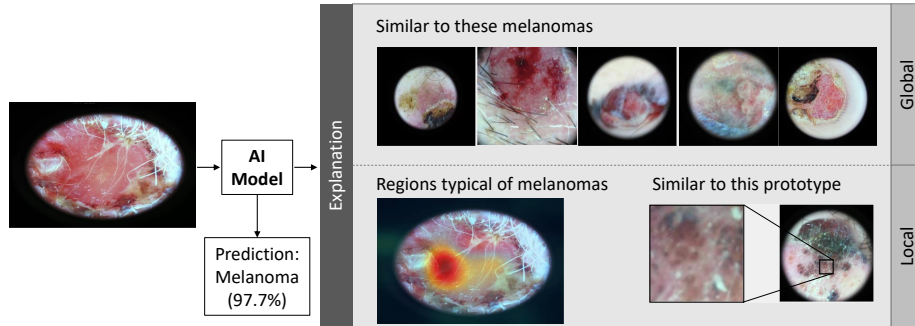 Similar to these melanomas
Global
AI
Model
Explanation
Regions typical of melanomas
Similar to this prototype
Local
Prediction:
Melanoma
(97.7%)